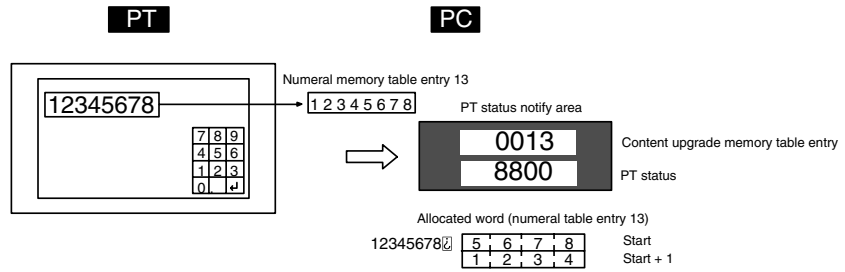 PT
PC
Numeral memory table entry 13
12345678
1 2 3 4 5 6 7 8
PT status notify area
7 8 9
4 5 6
1 2 3
0 . ↵
0013
Content upgrade memory table entry
8800
PT status
Allocated word (numeral table entry 13)
12345678⍰ 5 6 7 8 Start
1 2 3 4 Start + 1